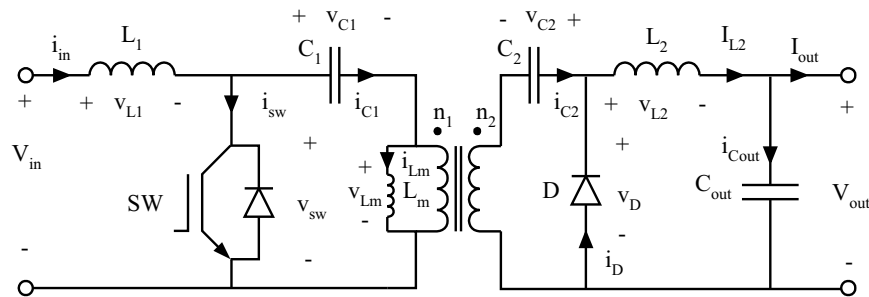 + v_C1 - - v_C2 +
i_in L_1 C_1 C_2 L_2 I_L2 I_out
+ + v_L1 - i_sw i_C1 n_1 n_2 i_C2 + v_L2 - +
V_in + + i_Lm + i_Cout
SW v_sw v_Lm L_m D v_D C_out V_out
- - - - -
i_D